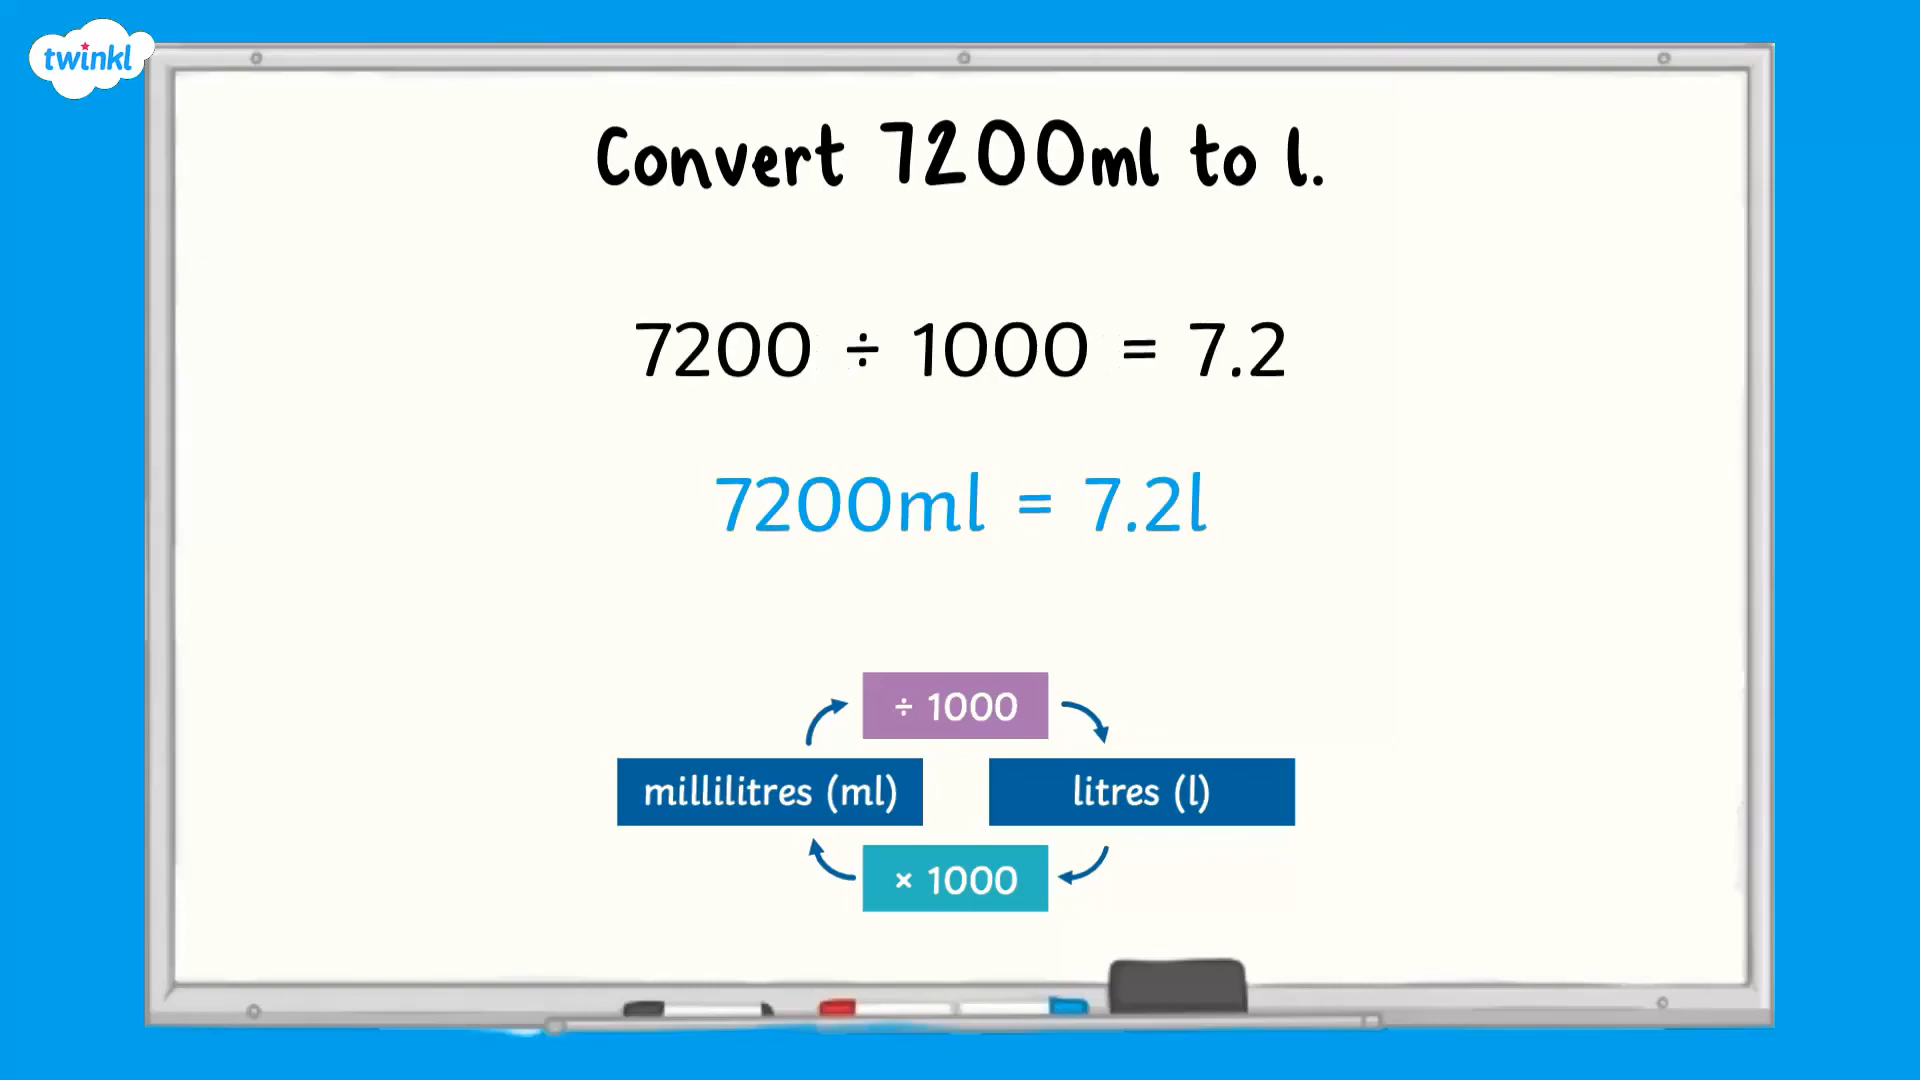 twinkl
Convert 7200ml to l.
7200 ÷ 1000 = 7.2
7200ml = 7.2l
÷ 1000
millilitres (ml)
litres (l)
× 1000